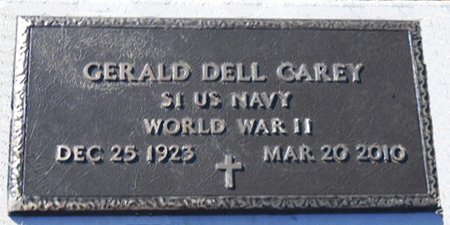 GERALD DELL CAREY
S1 US NAVY
WORLD WAR II
DEC 25 1923 MAR 20 2010